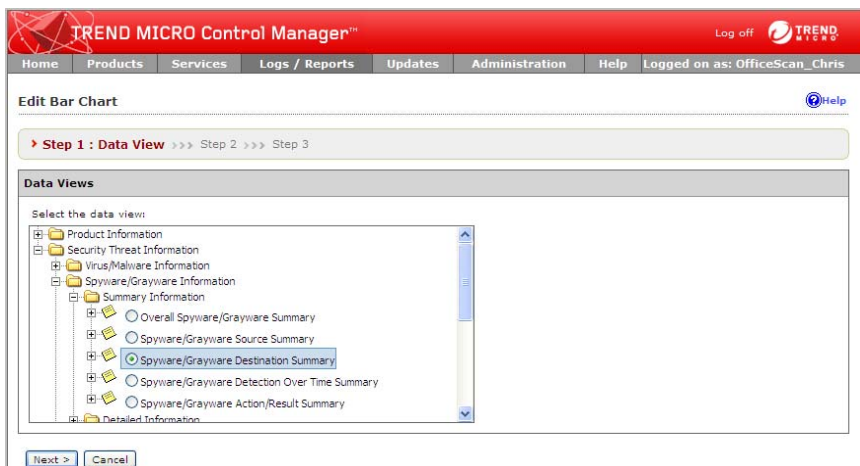 TREND MICRO Control Manager™
Log off
TREND MICRO
Home Products Services Logs / Reports Updates Administration Help Logged on as: OfficeScan_Chris
Edit Bar Chart
Help
Step 1 : Data View >>> Step 2 >>> Step 3
Data Views
Select the data view:
Product Information
Security Threat Information
Virus/Malware Information
Spyware/Grayware Information
Summary Information
Overall Spyware/Grayware Summary
Spyware/Grayware Source Summary
Spyware/Grayware Destination Summary
Spyware/Grayware Detection Over Time Summary
Spyware/Grayware Action/Result Summary
Detailed Information
Next > Cancel